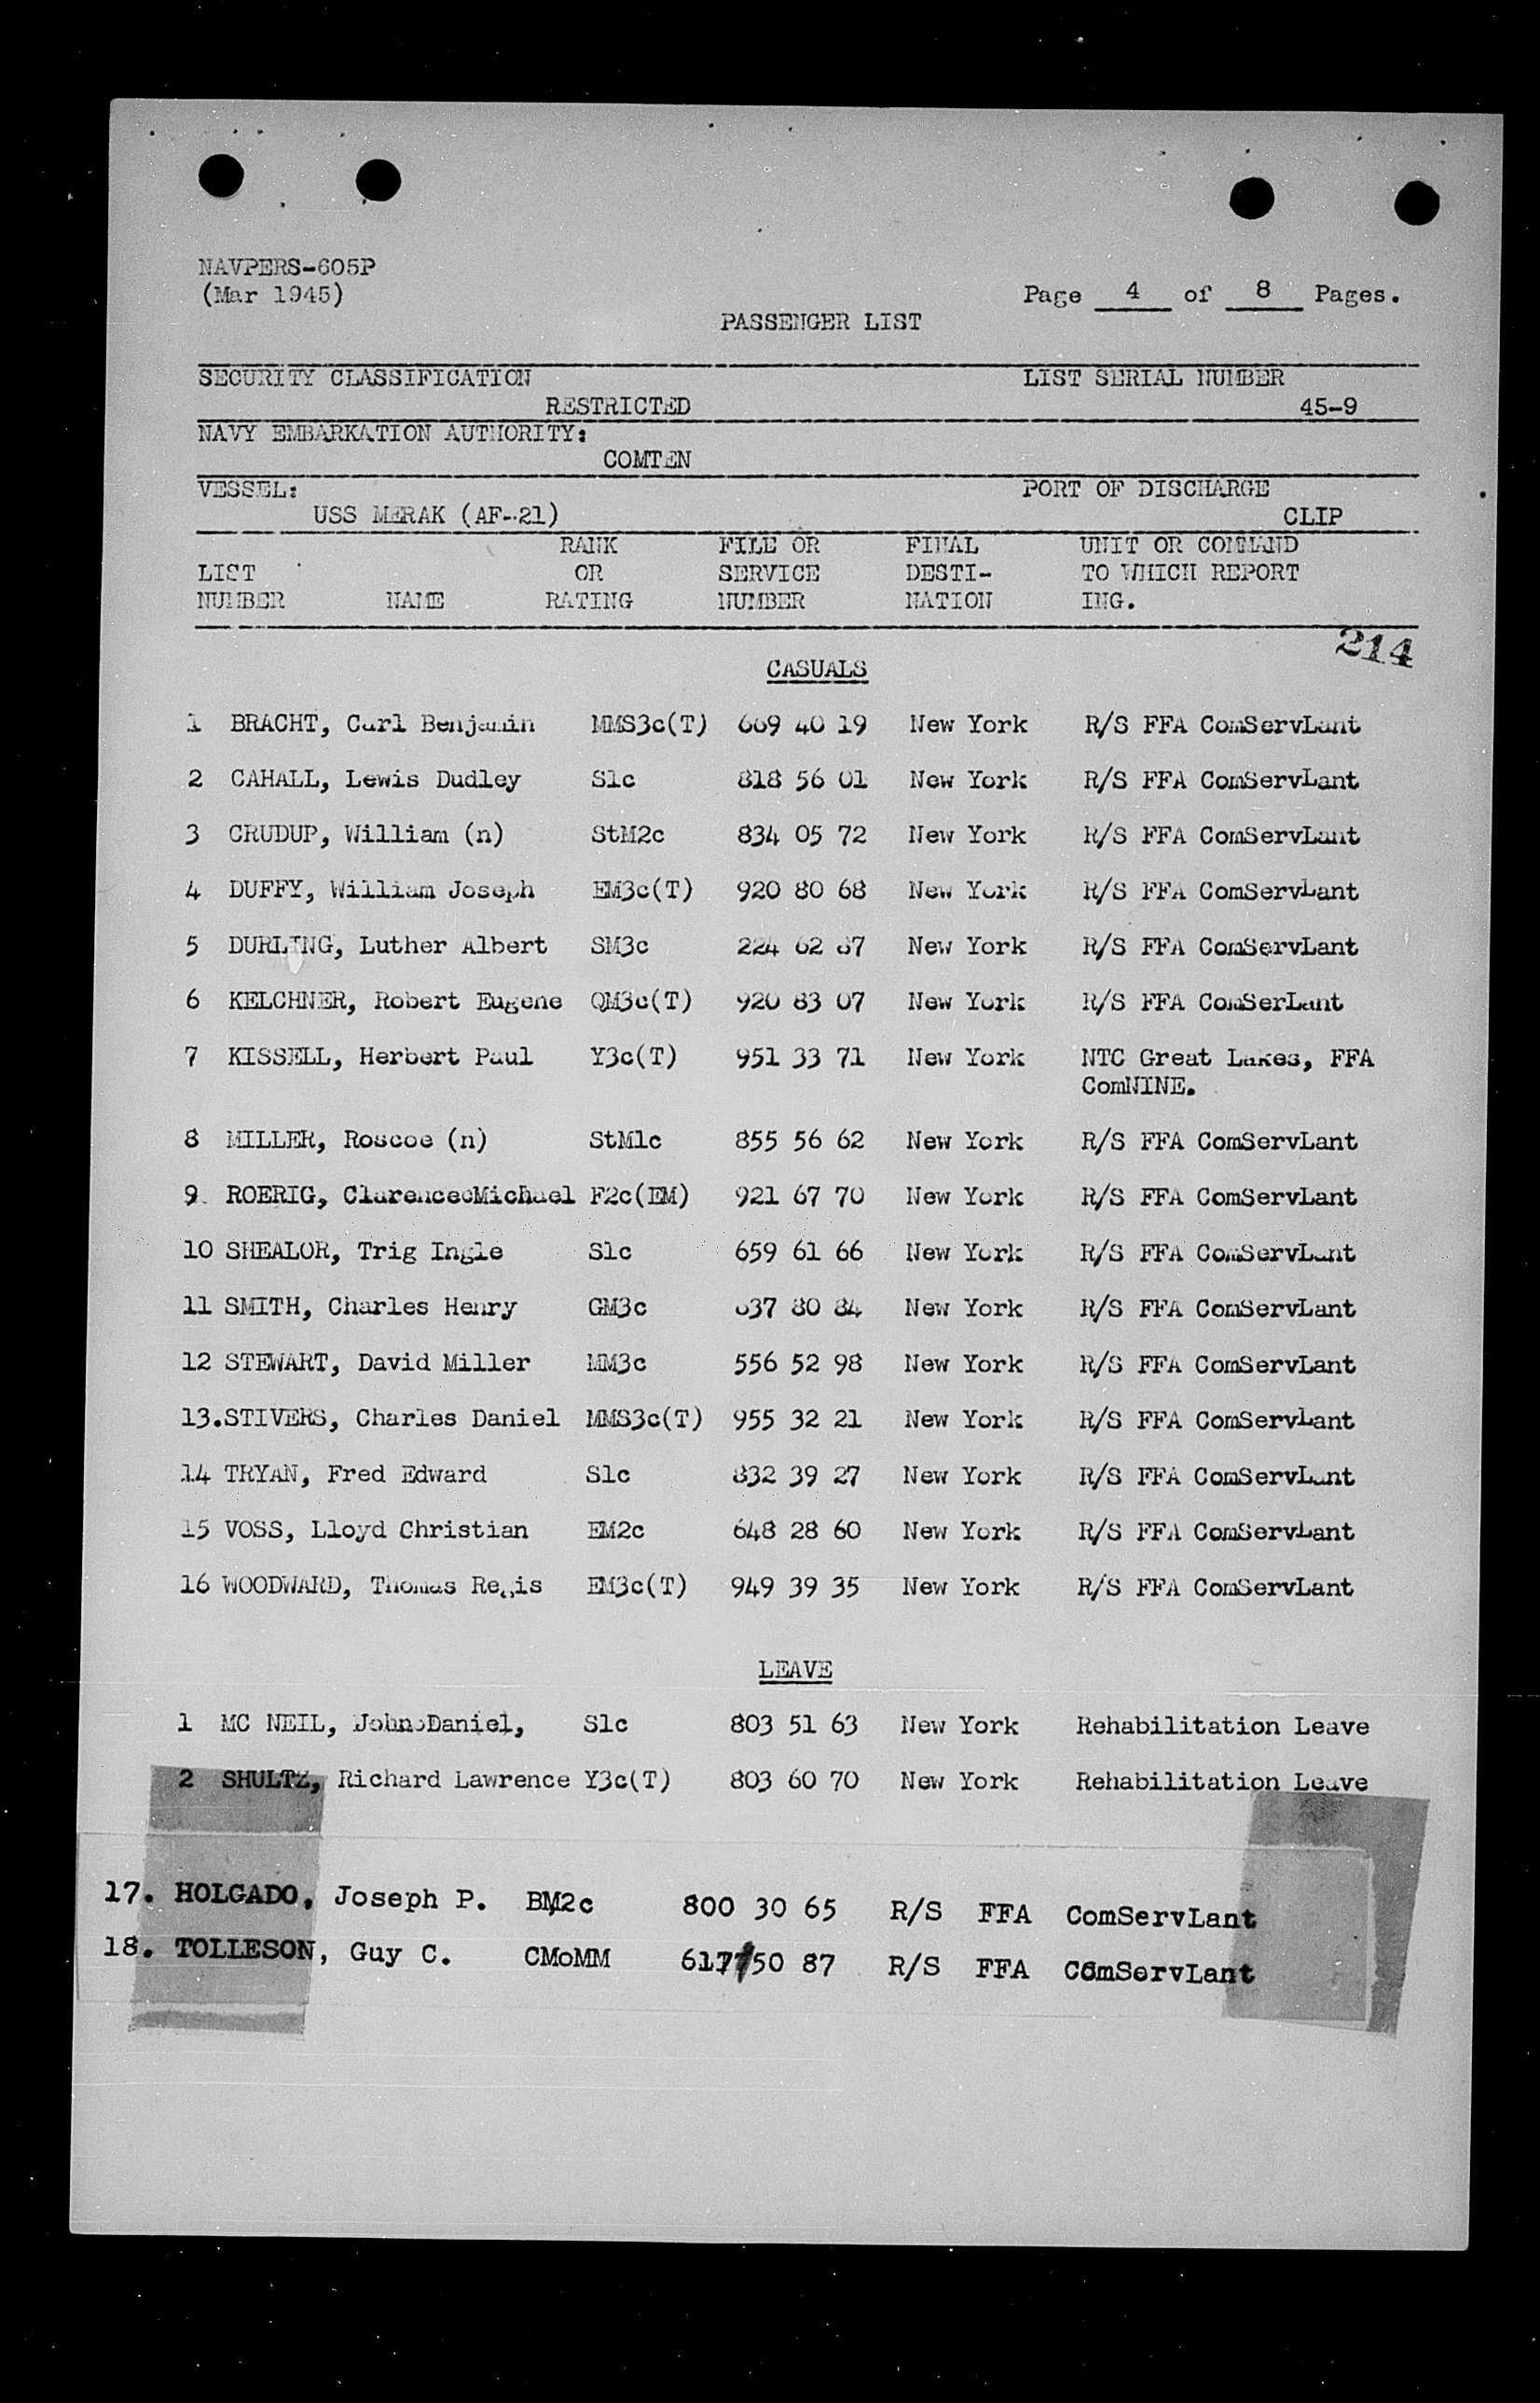 NAVPERS-605P
(Mar 1945)
Page 4 of 8 Pages.
PASSENGER LIST
SECURITY CLASSIFICATION LIST SERIAL NUMBER
RESTRICTED 45-9
NAVY EMBARKATION AUTHORITY:
COMTEN
VESSEL: PORT OF DISCHARGE
USS MERAK (AF-21) CLIP
RANK FILE OR FINAL UNIT OR COMMAND
LIST OR SERVICE DESTI- TO WHICH REPORT
NUMBER NAME RATING NUMBER NATION ING.
214
CASUALS
1 BRACHT, Carl Benjamin MMS3c(T) 669 40 19 New York R/S FFA ComServLant
2 CAHALL, Lewis Dudley S1c 818 56 01 New York R/S FFA ComServLant
3 CRUDUP, William (n) StM2c 834 05 72 New York R/S FFA ComServLant
4 DUFFY, William Joseph EM3c(T) 920 80 68 New York R/S FFA ComServLant
5 DURLING, Luther Albert SM3c 224 62 87 New York R/S FFA ComServLant
6 KELCHNER, Robert Eugene QM3c(T) 920 83 07 New York R/S FFA ComSerLant
7 KISSELL, Herbert Paul Y3c(T) 951 33 71 New York NTC Great Lakes, FFA
ComNINE.
8 MILLER, Roscoe (n) StM1c 855 56 62 New York R/S FFA ComServLant
9. ROERIG, Clarence Michael F2c(EM) 921 67 70 New York R/S FFA ComServLant
10 SHEALOR, Trig Ingle S1c 659 61 66 New York R/S FFA ComServLant
11 SMITH, Charles Henry GM3c 637 80 84 New York R/S FFA ComServLant
12 STEWART, David Miller MM3c 556 52 98 New York R/S FFA ComServLant
13.STIVERS, Charles Daniel MMS3c(T) 955 32 21 New York R/S FFA ComServLant
14 TRYAN, Fred Edward S1c 832 39 27 New York R/S FFA ComServLant
15 VOSS, Lloyd Christian EM2c 648 28 60 New York R/S FFA ComServLant
16 WOODWARD, Thomas Regis EM3c(T) 949 39 35 New York R/S FFA ComServLant
LEAVE
1 MC NEIL, John Daniel, S1c 803 51 63 New York Rehabilitation Leave
2 SHULTZ, Richard Lawrence Y3c(T) 803 60 70 New York Rehabilitation Leave
17. HOLGADO, Joseph P. BM2c 800 30 65 R/S FFA ComServLant
18. TOLLESON, Guy C. CMoMM 617 50 87 R/S FFA ComServLant